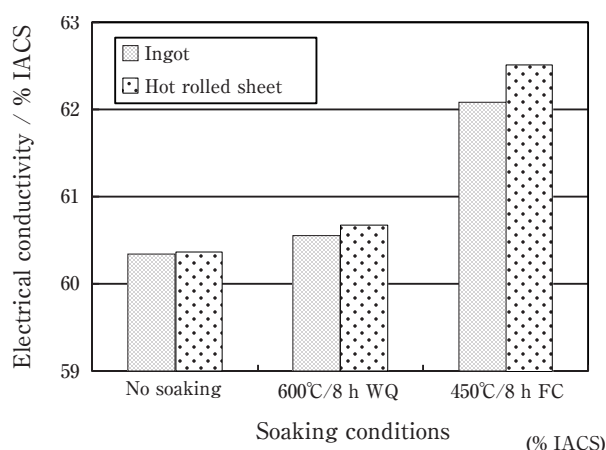 Electrical conductivity / % IACS
63
62
61
60
59
Ingot
Hot rolled sheet
No soaking
600℃/8 h WQ
450℃/8 h FC
Soaking conditions
(% IACS)